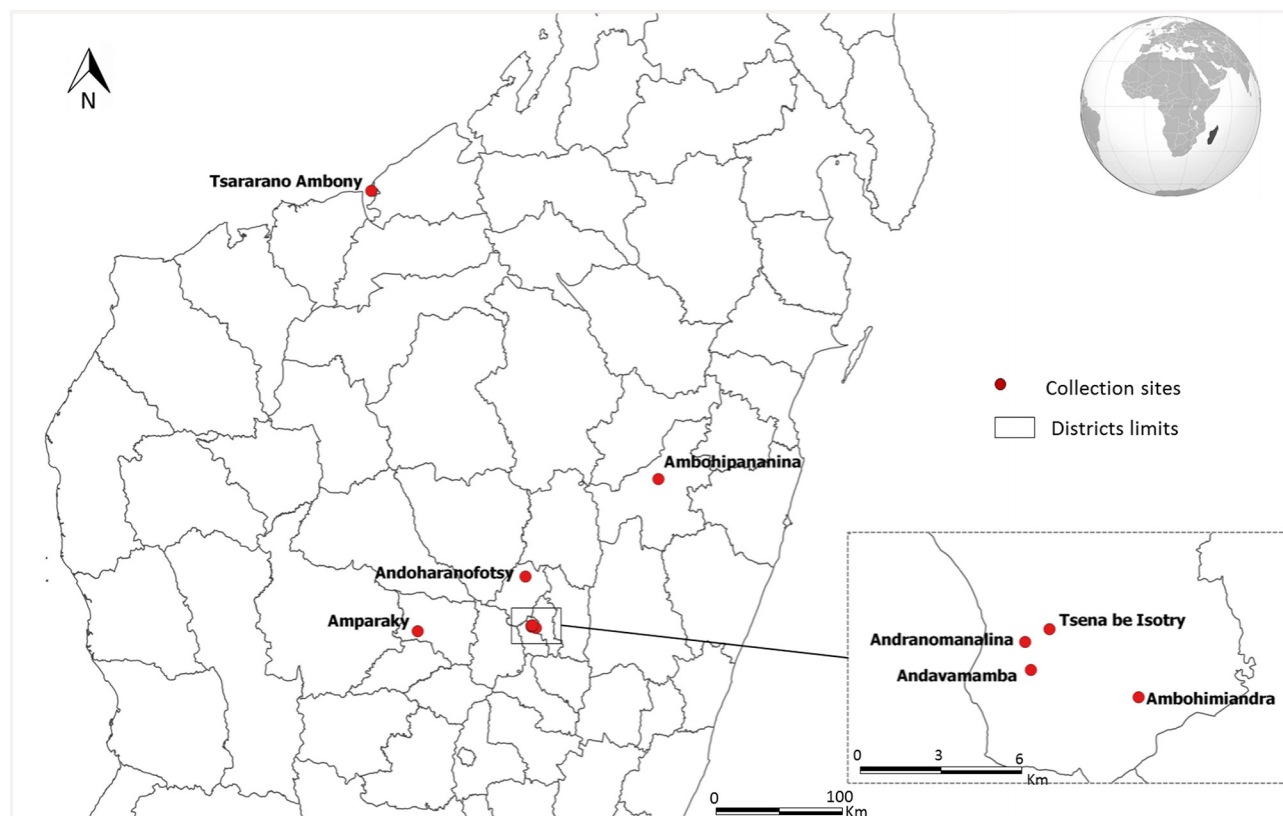 N
Tsararano Ambony
Collection sites
Districts limits
Ambohipananina
Andoharanofotsy
Amparaky
Tsena be Isotry
Andranomanalina
Andavamamba
Ambohimiandra
0 3 6
Km
0 100
Km